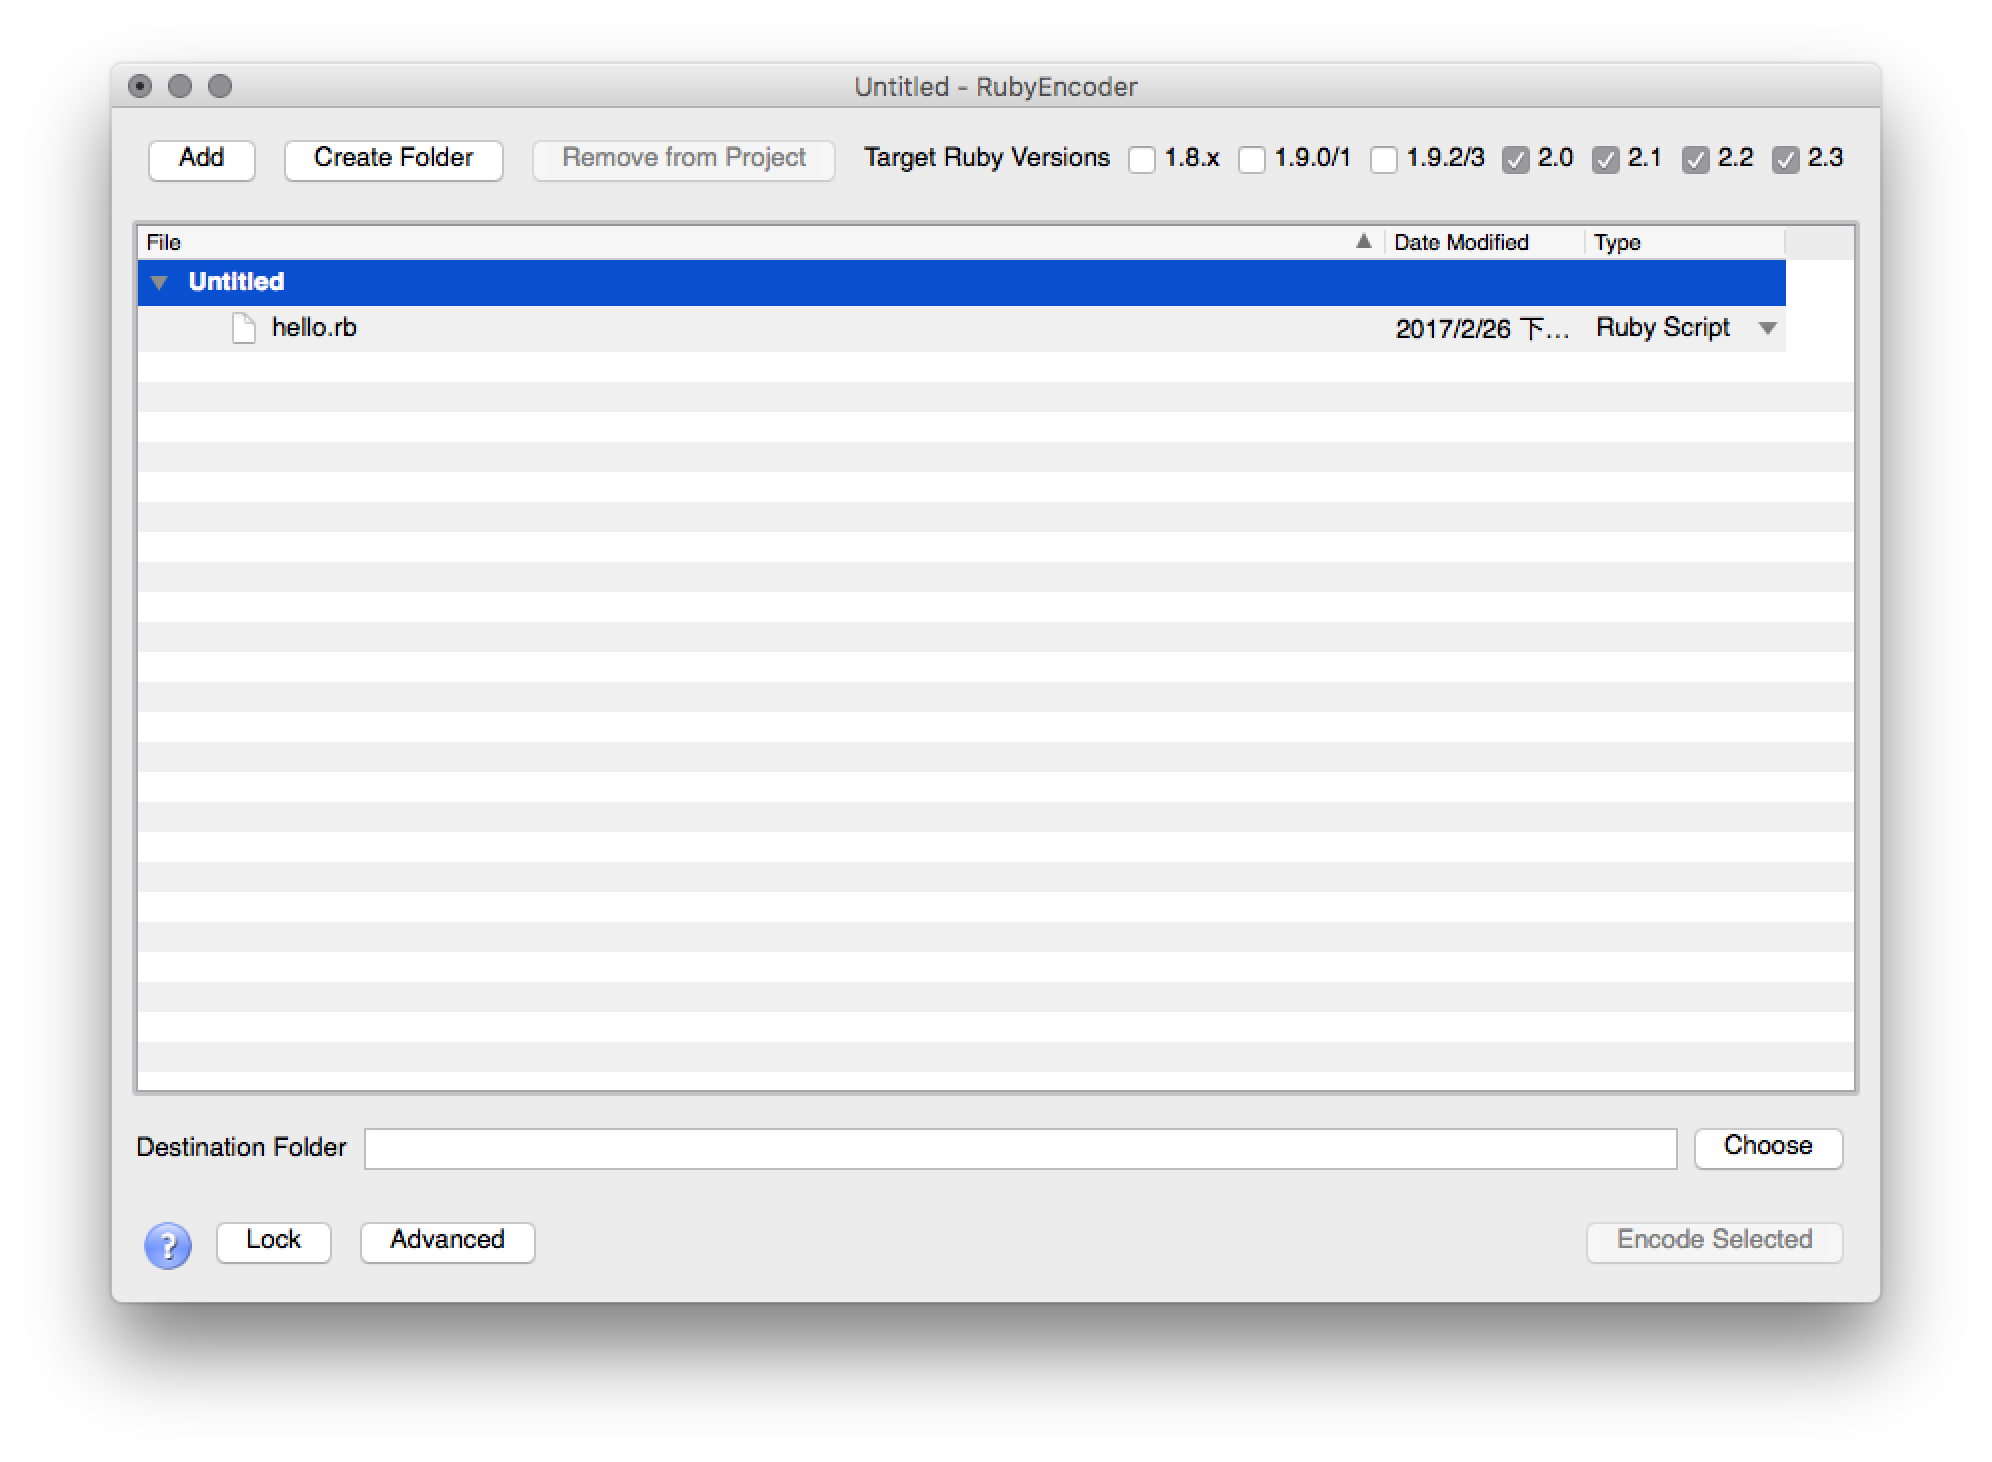 Untitled - RubyEncoder
Add Create Folder Remove from Project Target Ruby Versions 1.8.x 1.9.0/1 1.9.2/3 2.0 2.1 2.2 2.3
File Date Modified Type
Untitled
hello.rb 2017/2/26 下... Ruby Script
Destination Folder Choose
? Lock Advanced Encode Selected